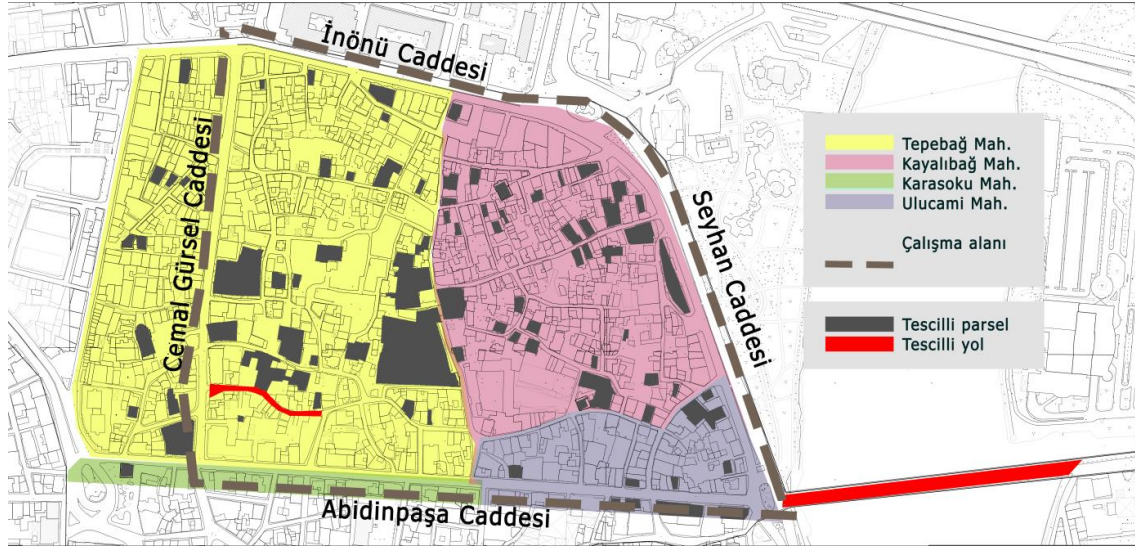 İnönü Caddesi
Cemal Gürsel Caddesi
Seyhan Caddesi
Abidinpaşa Caddesi
Tepebağ Mah.
Kayalıbağ Mah.
Karasoku Mah.
Ulucami Mah.
Çalışma alanı
Tescilli parsel
Tescilli yol